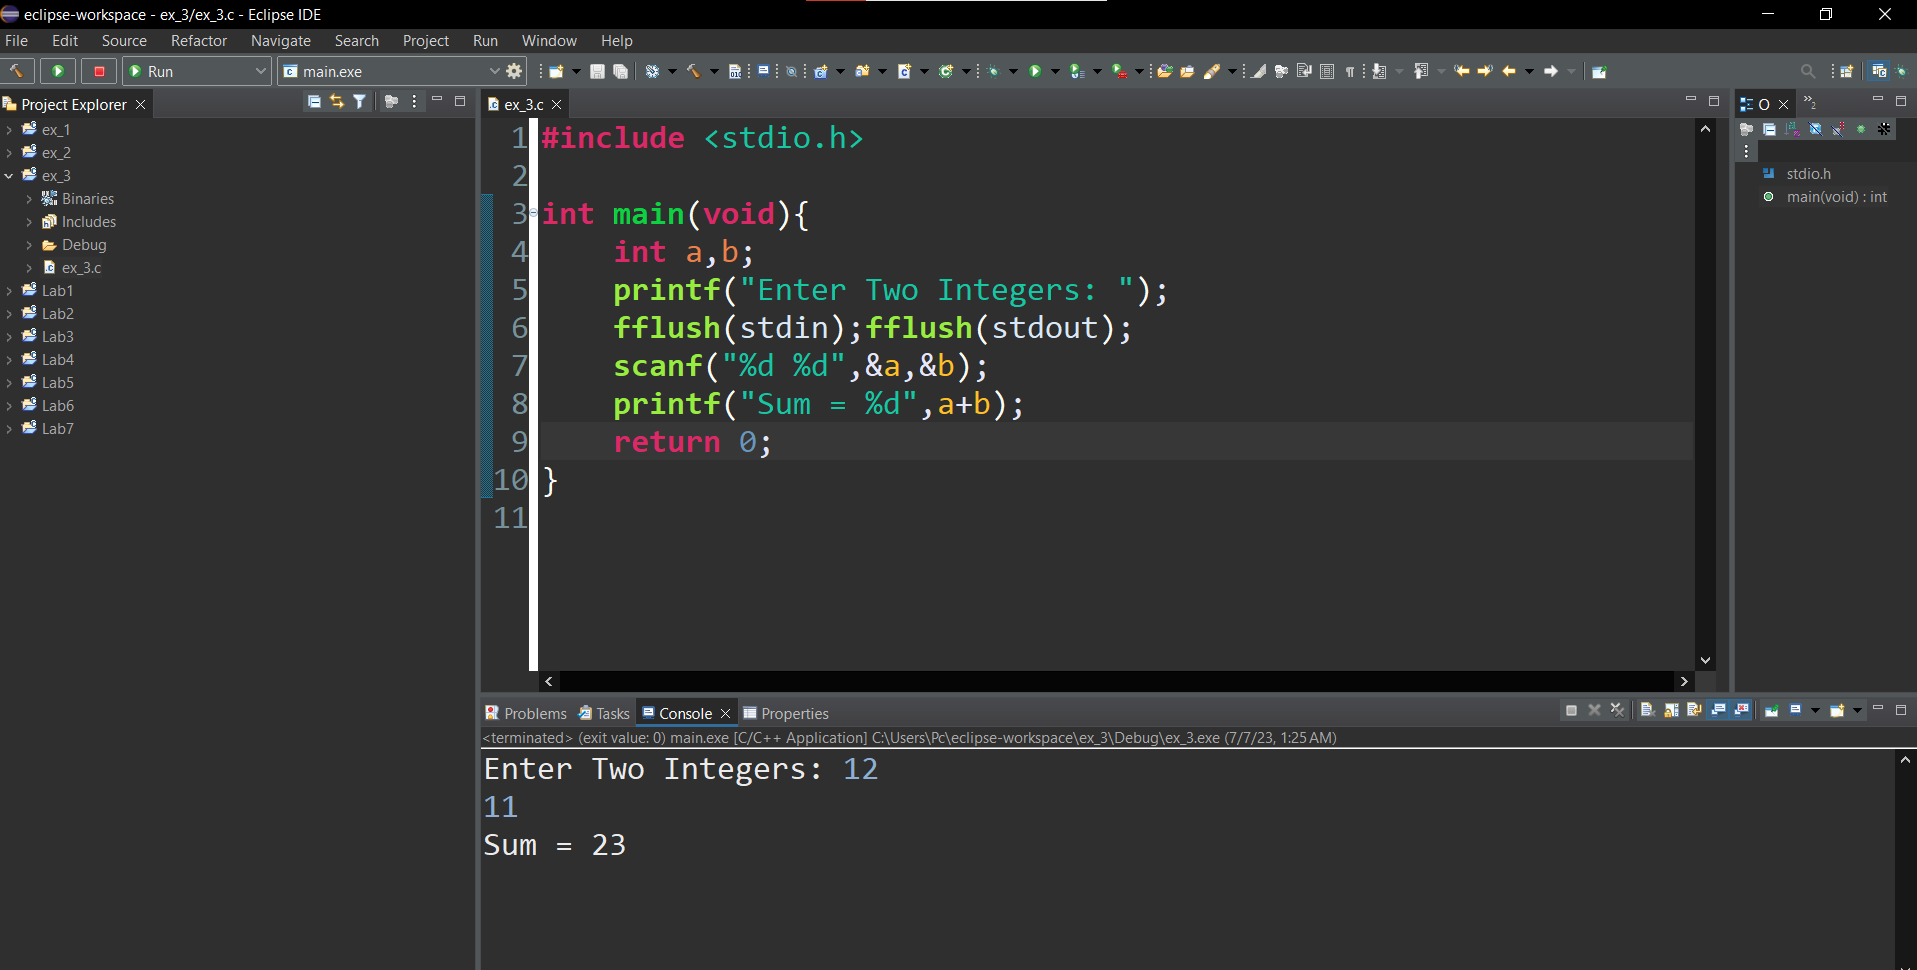 eclipse-workspace - ex_3/ex_3.c - Eclipse IDE
File Edit Source Refactor Navigate Search Project Run Window Help
Run main.exe
Project Explorer
ex_1
ex_2
ex_3
Binaries
Includes
Debug
ex_3.c
Lab1
Lab2
Lab3
Lab4
Lab5
Lab6
Lab7
ex_3.c
1 #include <stdio.h>
2
3 int main(void){
4 int a,b;
5 printf("Enter Two Integers: ");
6 fflush(stdin);fflush(stdout);
7 scanf("%d %d",&a,&b);
8 printf("Sum = %d",a+b);
9 return 0;
10 }
11
O »2
stdio.h
main(void) : int
Problems Tasks Console Properties
<terminated> (exit value: 0) main.exe [C/C++ Application] C:\Users\Pc\eclipse-workspace\ex_3\Debug\ex_3.exe (7/7/23, 1:25 AM)
Enter Two Integers: 12
11
Sum = 23